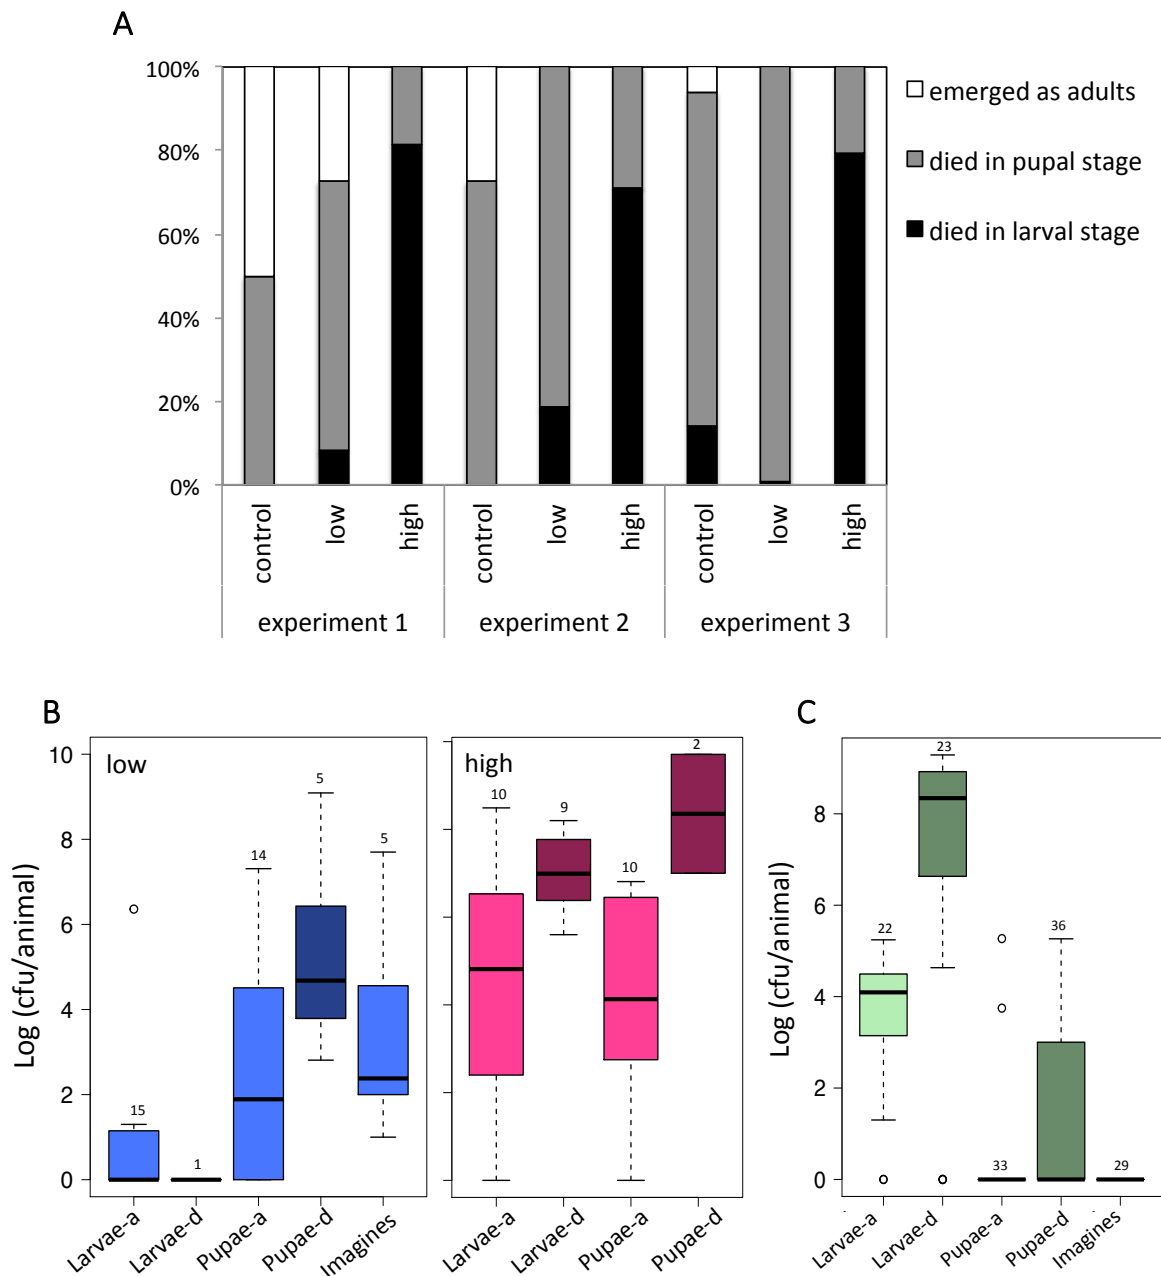 A
100%
80%
60%
40%
20%
0%
emerged as adults
died in pupal stage
died in larval stage
control
low
high
control
low
high
control
low
high
experiment 1
experiment 2
experiment 3
B
Log (cfu/animal)
10
8
6
4
2
0
low
15
1
14
5
5
Larvae-a
Larvae-d
Pupae-a
Pupae-d
Imagines
high
10
9
10
2
Larvae-a
Larvae-d
Pupae-a
Pupae-d
C
Log (cfu/animal)
8
6
4
2
0
22
23
33
36
29
Larvae-a
Larvae-d
Pupae-a
Pupae-d
Imagines